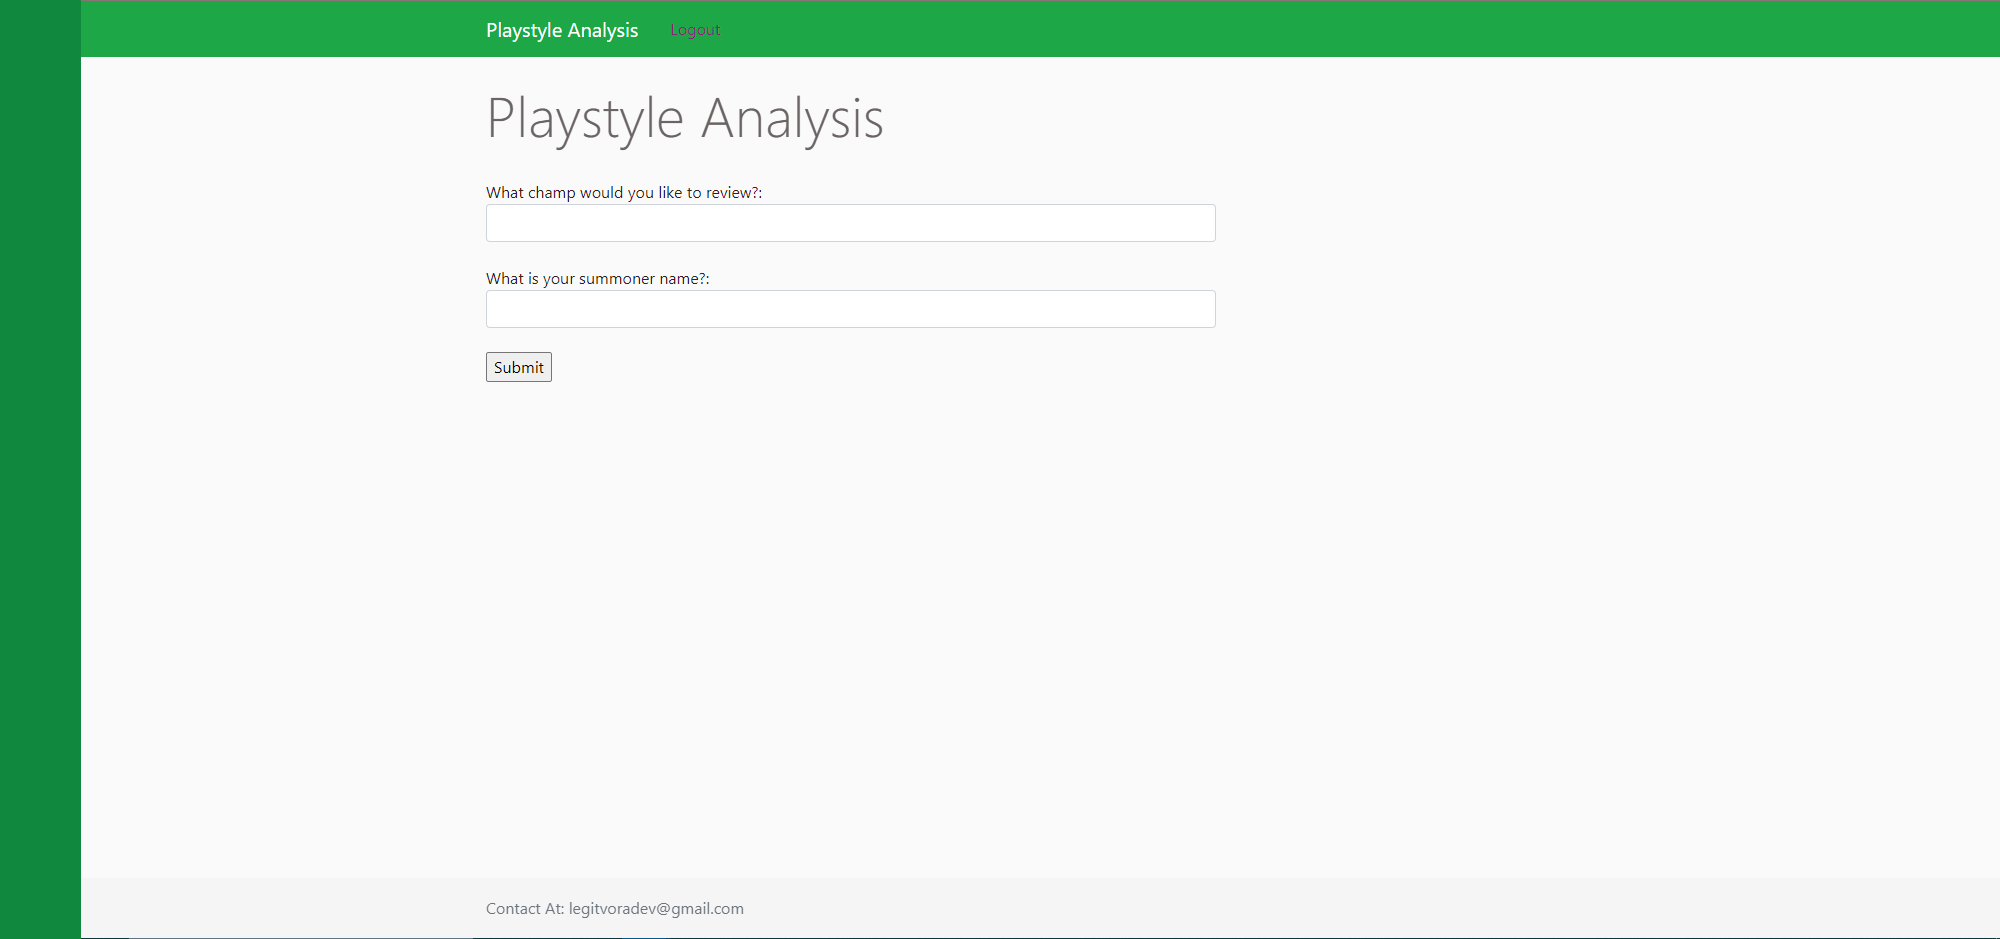 Playstyle Analysis Logout
Playstyle Analysis
What champ would you like to review?:
What is your summoner name?:
Submit
Contact At: legitvoradev@gmail.com